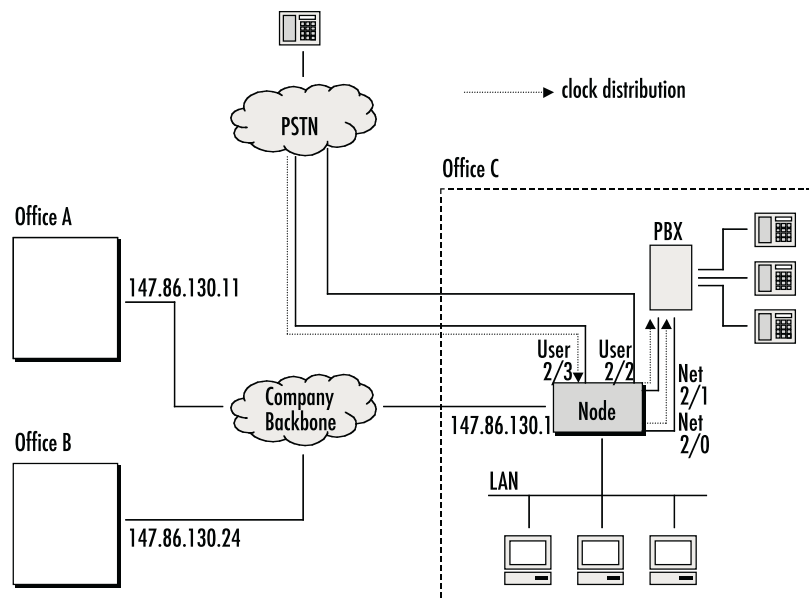 clock distribution
PSTN
Office C
Office A
PBX
147.86.130.11
User
2/3
User
2/2
Net
2/1
Company
Backbone
Node
147.86.130.1
Net
2/0
Office B
LAN
147.86.130.24